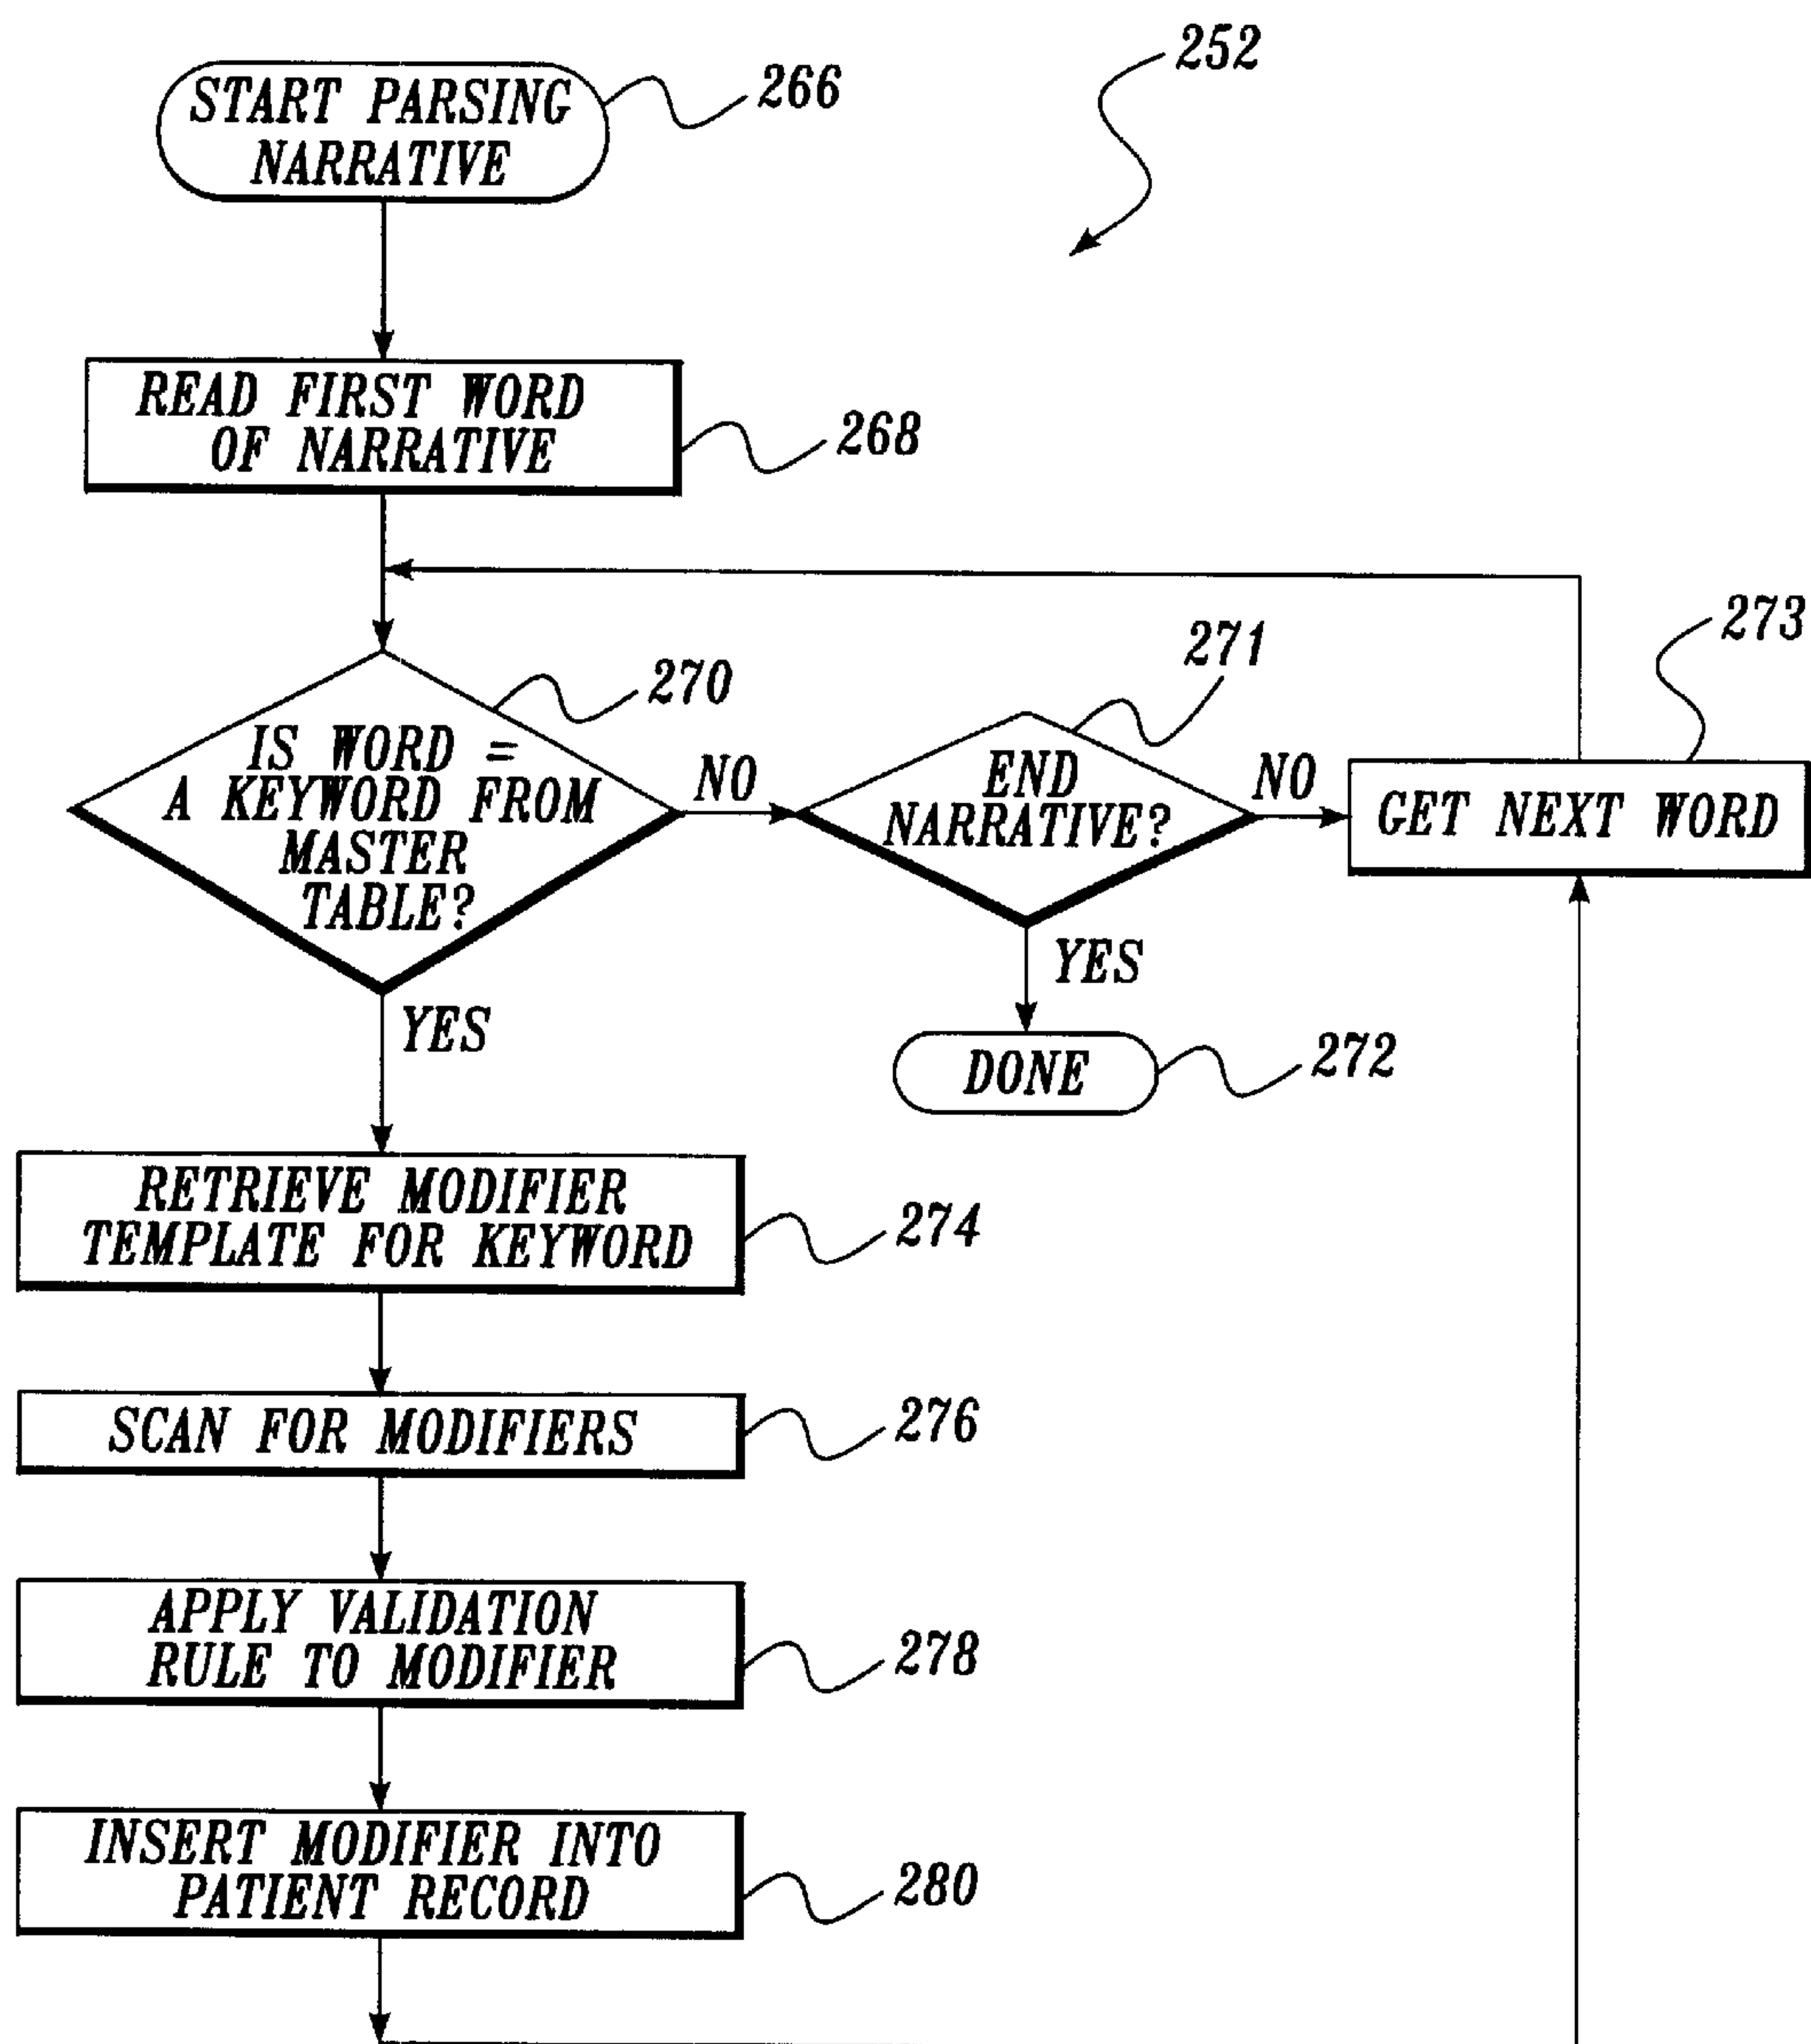 252
START PARSING
NARRATIVE
266
READ FIRST WORD
OF NARRATIVE
268
273
271
270
IS WORD =
A KEYWORD FROM
MASTER
TABLE?
NO
END
NARRATIVE?
NO
GET NEXT WORD
YES
YES
DONE
272
RETRIEVE MODIFIER
TEMPLATE FOR KEYWORD
274
SCAN FOR MODIFIERS
276
APPLY VALIDATION
RULE TO MODIFIER
278
INSERT MODIFIER INTO
PATIENT RECORD
280